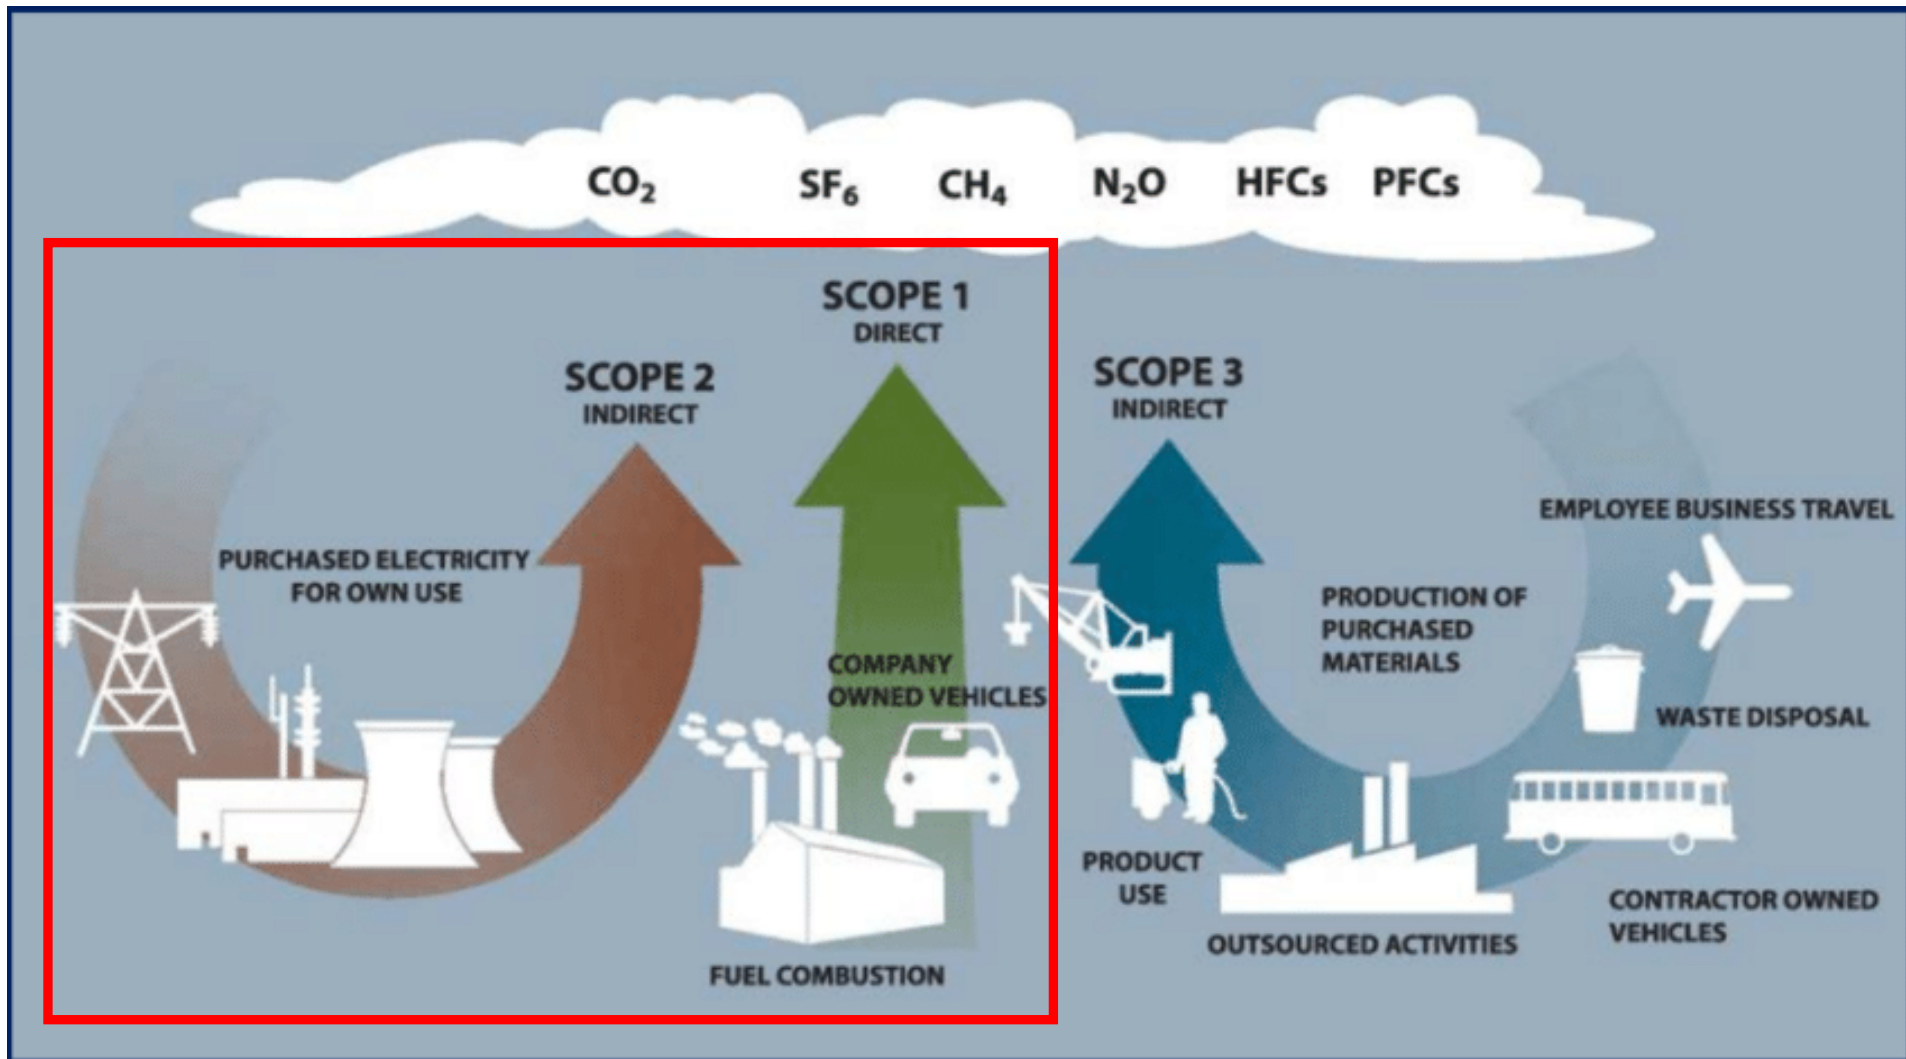 CO₂ SF₆ CH₄ N₂O HFCs PFCs
SCOPE 1
DIRECT
SCOPE 2
INDIRECT
SCOPE 3
INDIRECT
PURCHASED ELECTRICITY
FOR OWN USE
COMPANY
OWNED VEHICLES
FUEL COMBUSTION
EMPLOYEE BUSINESS TRAVEL
PRODUCTION OF
PURCHASED
MATERIALS
WASTE DISPOSAL
PRODUCT
USE
OUTSOURCED ACTIVITIES
CONTRACTOR OWNED
VEHICLES